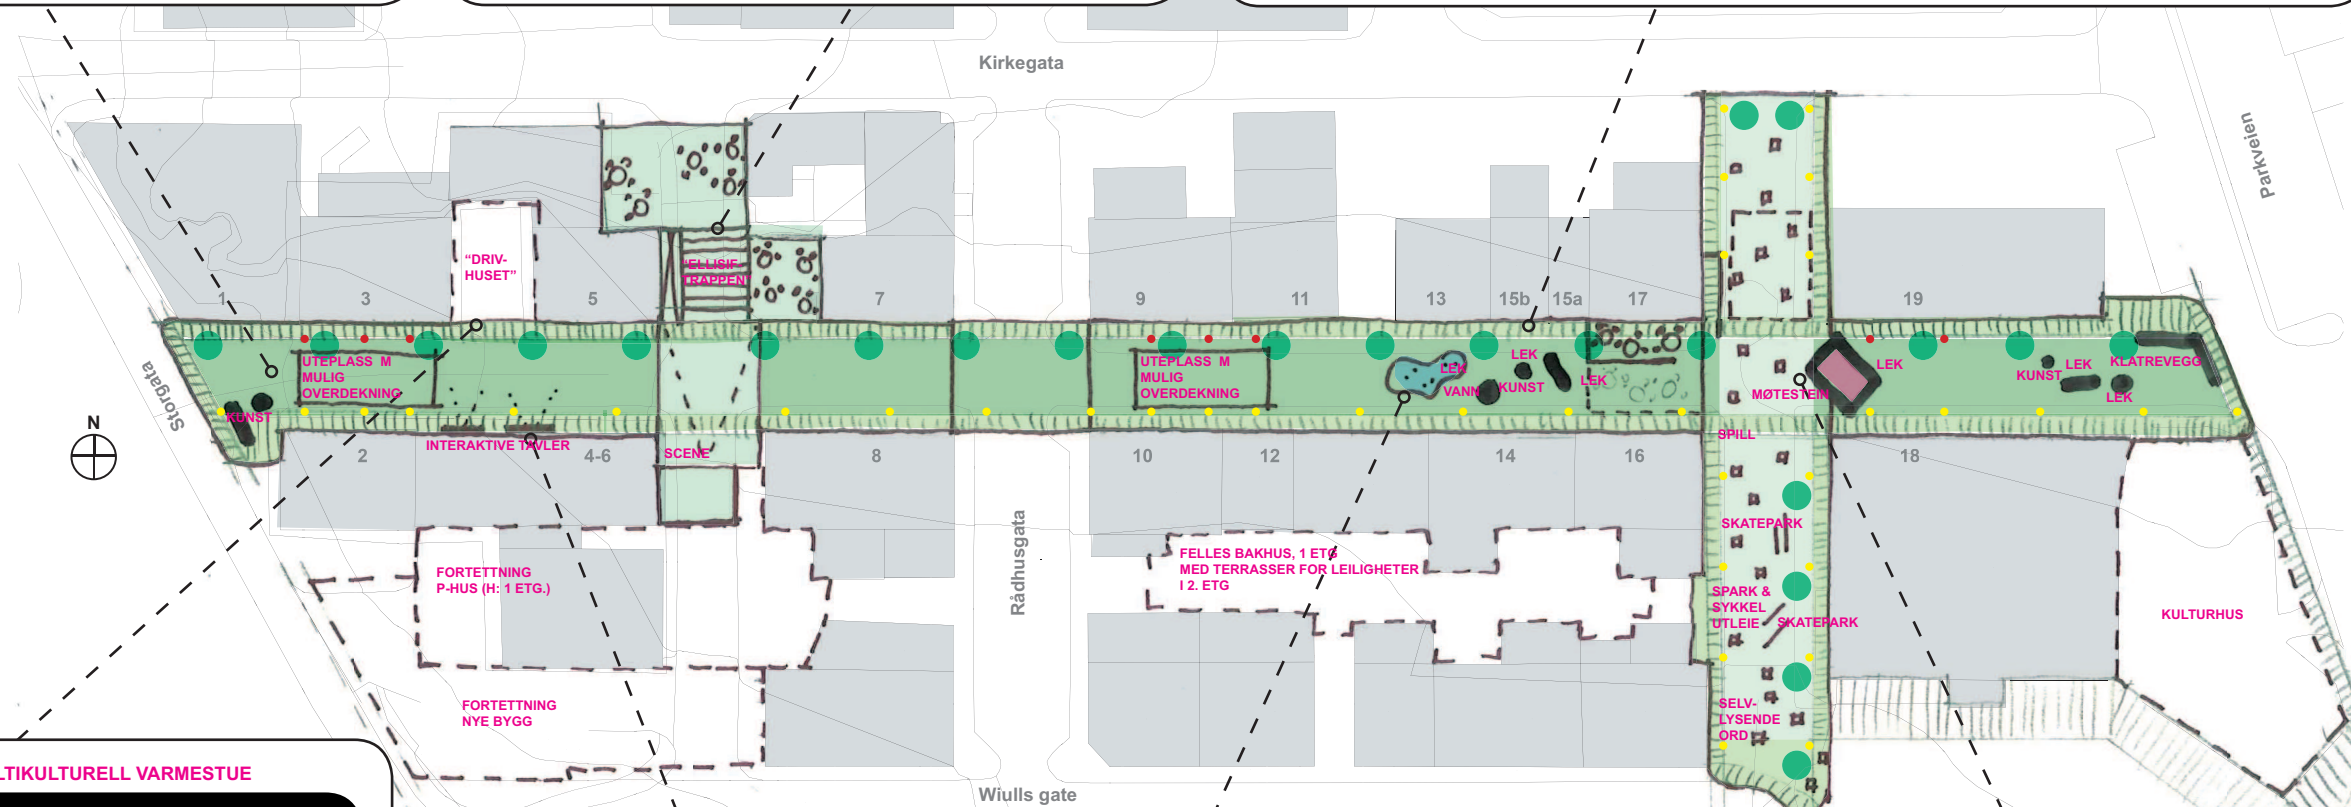 Kirkegata
Parkveien
"DRIV-
HUSET"
"ELLISIF-
TRAPPEN"
1
3
5
7
9
11
13
15b
15a
17
19
Storgata
UTEPLASS M
MULIG
OVERDEKNING
UTEPLASS M
MULIG
OVERDEKNING
LEK
LEK
VANN
KUNST
LEK
MØTESTEIN
LEK
KUNST
LEK
KLATREVEGG
LEK
KUNST
N
INTERAKTIVE TAVLER
SCENE
SPILL
2
4-6
8
10
12
14
16
18
SKATEPARK
Rådhusgata
FORTETTNING
P-HUS (H: 1 ETG.)
FELLES BAKHUS, 1 ETG
MED TERRASSER FOR LEILIGHETER
I 2. ETG
SPARK &
SYKKEL
UTLEIE
SKATEPARK
KULTURHUS
FORTETTNING
NYE BYGG
SELV-
LYSENDE
ORD
LTIKULTURELL VARMESTUE
Wiulls gate